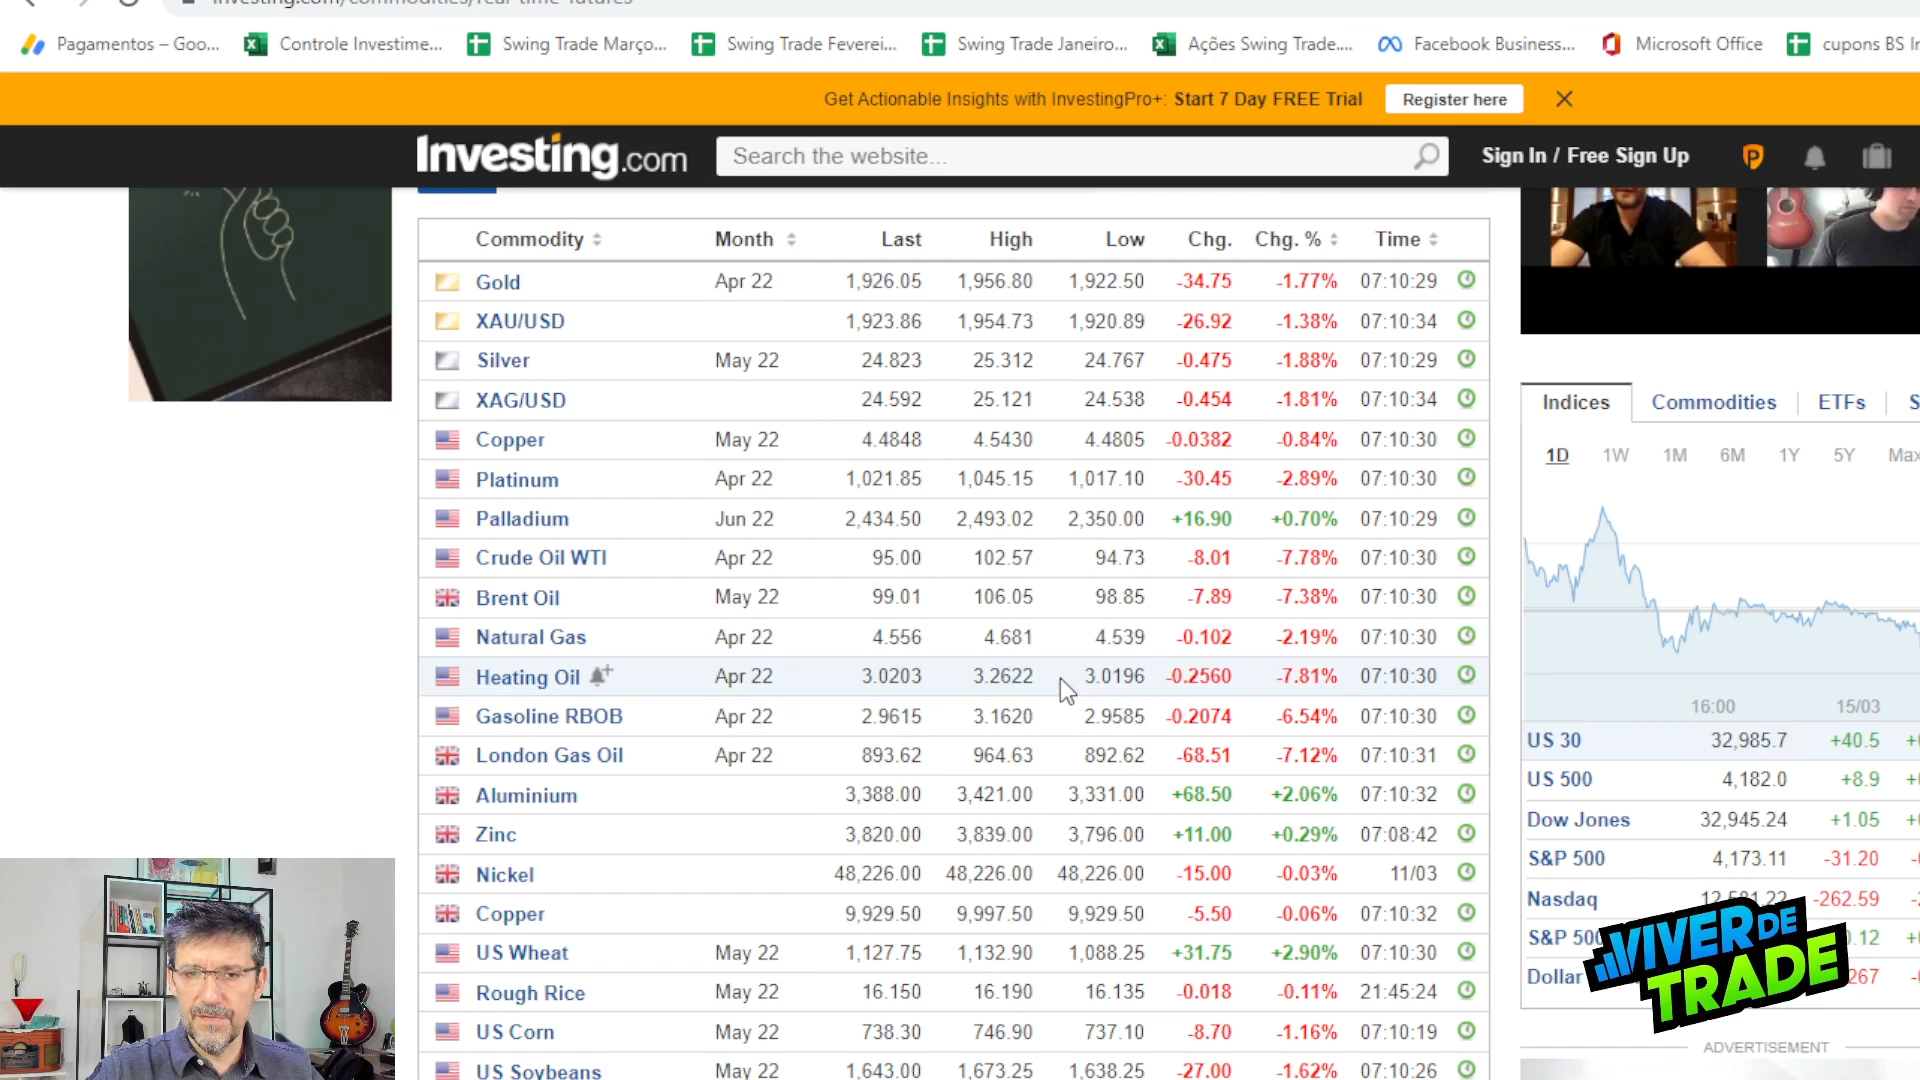 investing.com/commodities/real-time-futures
Pagamentos – Goo...
Controle Investime...
Swing Trade Março...
Swing Trade Feverei...
Swing Trade Janeiro...
Ações Swing Trade....
Facebook Business...
Microsoft Office
cupons BS In
Get Actionable Insights with InvestingPro+: Start 7 Day FREE Trial
Register here
Investing.com
Search the website...
Sign In / Free Sign Up
Commodity Month Last High Low Chg. Chg. % Time
Gold Apr 22 1,926.05 1,956.80 1,922.50 -34.75 -1.77% 07:10:29
XAU/USD 1,923.86 1,954.73 1,920.89 -26.92 -1.38% 07:10:34
Silver May 22 24.823 25.312 24.767 -0.475 -1.88% 07:10:29
XAG/USD 24.592 25.121 24.538 -0.454 -1.81% 07:10:34
Copper May 22 4.4848 4.5430 4.4805 -0.0382 -0.84% 07:10:30
Platinum Apr 22 1,021.85 1,045.15 1,017.10 -30.45 -2.89% 07:10:30
Palladium Jun 22 2,434.50 2,493.02 2,350.00 +16.90 +0.70% 07:10:29
Crude Oil WTI Apr 22 95.00 102.57 94.73 -8.01 -7.78% 07:10:30
Brent Oil May 22 99.01 106.05 98.85 -7.89 -7.38% 07:10:30
Natural Gas Apr 22 4.556 4.681 4.539 -0.102 -2.19% 07:10:30
Heating Oil Apr 22 3.0203 3.2622 3.0196 -0.2560 -7.81% 07:10:30
Gasoline RBOB Apr 22 2.9615 3.1620 2.9585 -0.2074 -6.54% 07:10:30
London Gas Oil Apr 22 893.62 964.63 892.62 -68.51 -7.12% 07:10:31
Aluminium 3,388.00 3,421.00 3,331.00 +68.50 +2.06% 07:10:32
Zinc 3,820.00 3,839.00 3,796.00 +11.00 +0.29% 07:08:42
Nickel 48,226.00 48,226.00 48,226.00 -15.00 -0.03% 11/03
Copper 9,929.50 9,997.50 9,929.50 -5.50 -0.06% 07:10:32
US Wheat May 22 1,127.75 1,132.90 1,088.25 +31.75 +2.90% 07:10:30
Rough Rice May 22 16.150 16.190 16.135 -0.018 -0.11% 21:45:24
US Corn May 22 738.30 746.90 737.10 -8.70 -1.16% 07:10:19
US Soybeans May 22 1,643.00 1,673.25 1,638.25 -27.00 -1.62% 07:10:26
Indices Commodities ETFs S
1D 1W 1M 6M 1Y 5Y Max
16:00 15/03
US 30 32,985.7 +40.5
US 500 4,182.0 +8.9
Dow Jones 32,945.24 +1.05
S&P 500 4,173.11 -31.20
Nasdaq 12,581.22 -262.59
S&P 500 0.12
Dollar 267
VIVER DE
TRADE
ADVERTISEMENT